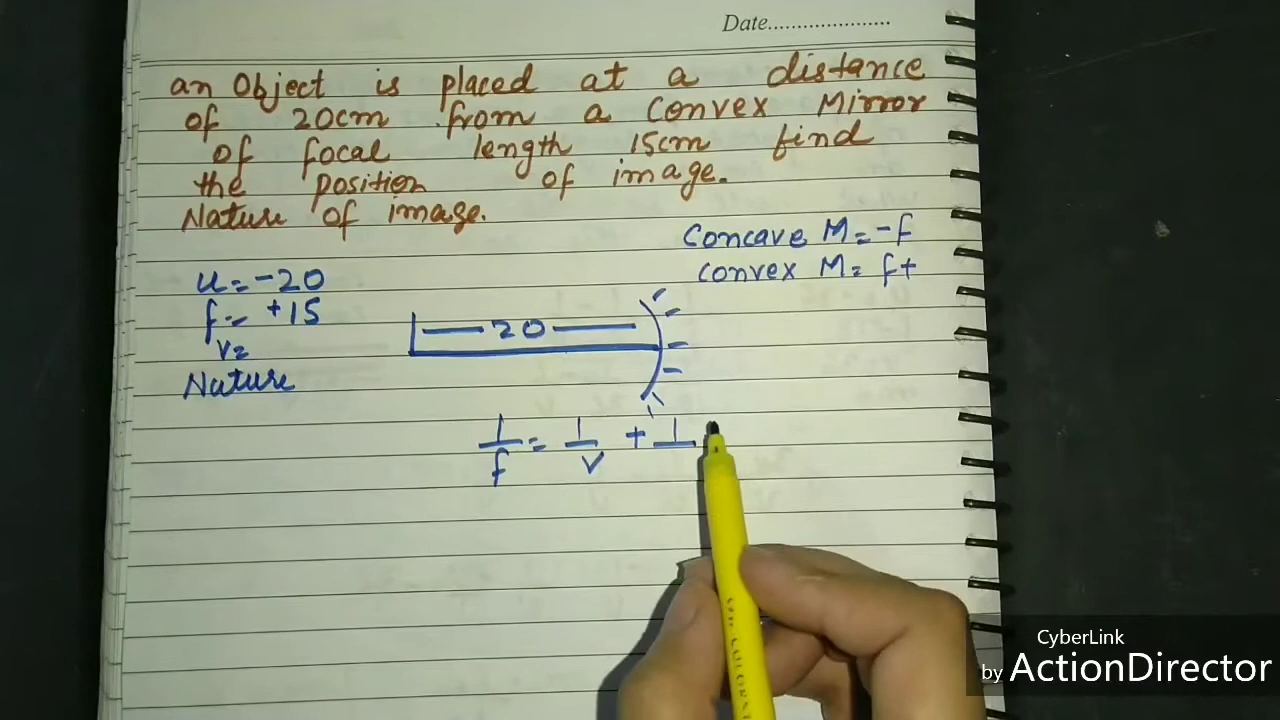 Date.....................
an Object is placed at a distance
of 20cm from a Convex Mirror
of focal length 15cm find
the position of image.
Nature of image.
Concave M = -f
Convex M = f+
u = -20
f = +15
v =
Nature
20
1/f = 1/v + 1/
CyberLink
by ActionDirector